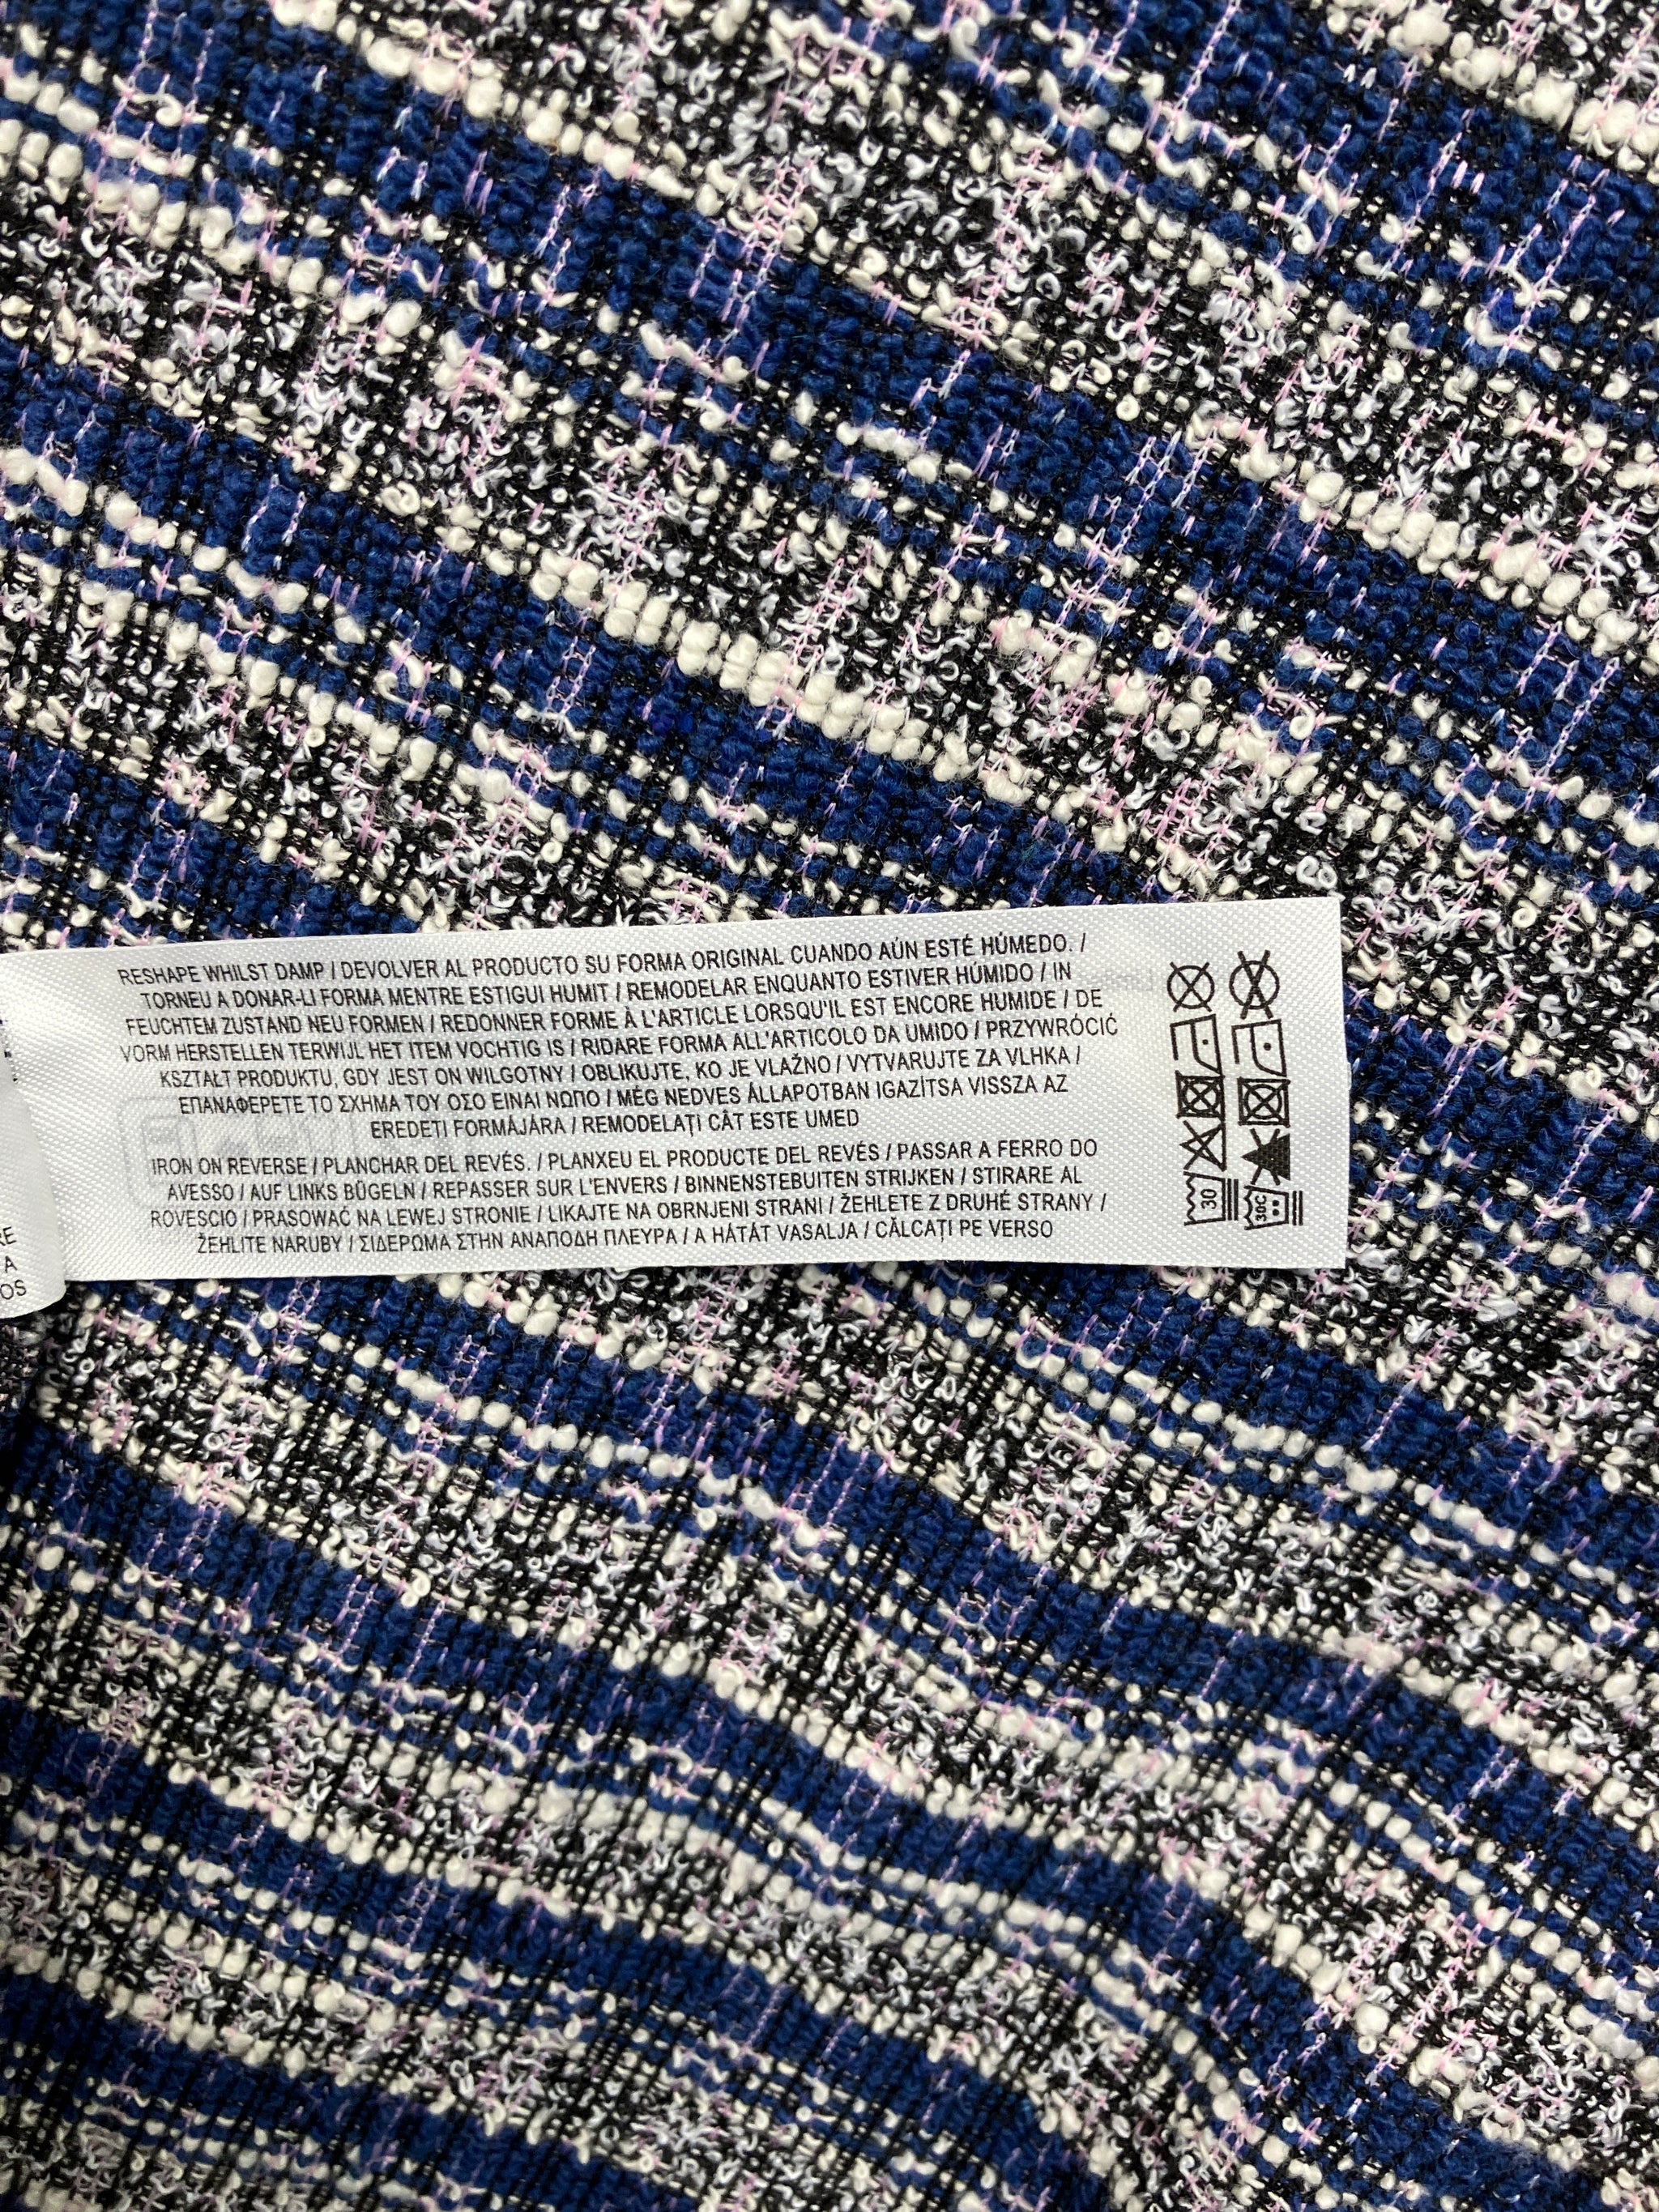 RESHAPE WHILST DAMP / DEVOLVER AL PRODUCTO SU FORMA ORIGINAL CUANDO AÚN ESTÉ HÚMEDO. /
TORNEU A DONAR-LI FORMA MENTRE ESTIGUI HUMIT / REMODELAR ENQUANTO ESTIVER HÚMIDO / IN
FEUCHTEM ZUSTAND NEU FORMEN / REDONNER FORME À L'ARTICLE LORSQU'IL EST ENCORE HUMIDE / DE
VORM HERSTELLEN TERWIJL HET ITEM VOCHTIG IS / RIDARE FORMA ALL'ARTICOLO DA UMIDO / PRZYWRÓCIĆ
KSZTAŁT PRODUKTU, GDY JEST ON WILGOTNY / OBLIKUJTE, KO JE VLAŽNO / VYTVARUJTE ZA VLHKA /
ΕΠΑΝΑΦΕΡΕΤΕ ΤΟ ΣΧΗΜΑ ΤΟΥ ΟΣΟ ΕΙΝΑΙ ΝΩΠΟ / MÉG NEDVES ÁLLAPOTBAN IGAZÍTSA VISSZA AZ
EREDETI FORMÁJÁRA / REMODELAȚI CÂT ESTE UMED
IRON ON REVERSE / PLANCHAR DEL REVÉS. / PLANXEU EL PRODUCTE DEL REVÉS / PASSAR A FERRO DO
AVESSO / AUF LINKS BÜGELN / REPASSER SUR L'ENVERS / BINNENSTEBUITEN STRIJKEN / STIRARE AL
ROVESCIO / PRASOWAĆ NA LEWEJ STRONIE / LIKAJTE NA OBRNJENI STRANI / ŽEHLETE Z DRUHÉ STRANY /
ŽEHLITE NARUBY / ΣΙΔΕΡΩΜΑ ΣΤΗΝ ΑΝΑΠΟΔΗ ΠΛΕΥΡΑ / A HÁTÁT VASALJA / CĂLCAȚI PE VERSO
30
30C
RE
A
OS